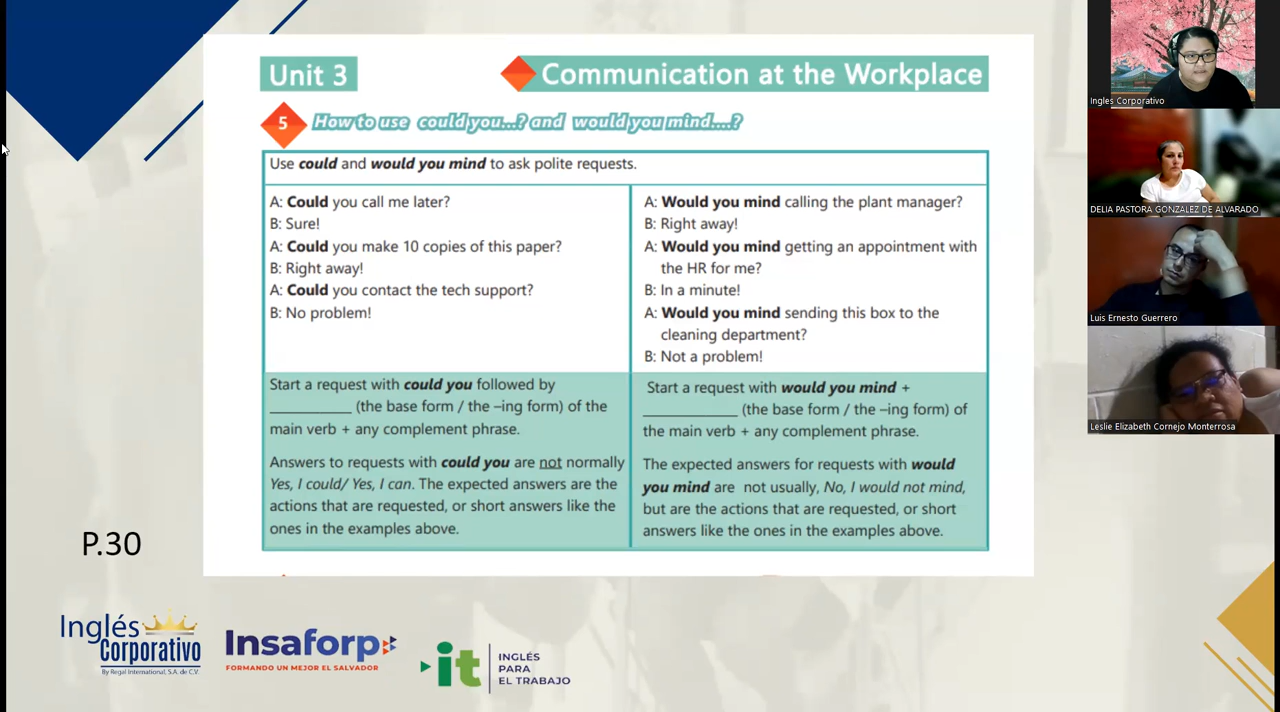 Unit 3
Communication at the Workplace
5
How to use could you...? and would you mind....?
Use could and would you mind to ask polite requests.
A: Could you call me later?
B: Sure!
A: Could you make 10 copies of this paper?
B: Right away!
A: Could you contact the tech support?
B: No problem!
A: Would you mind calling the plant manager?
B: Right away!
A: Would you mind getting an appointment with
the HR for me?
B: In a minute!
A: Would you mind sending this box to the
cleaning department?
B: Not a problem!
Start a request with could you followed by
__________ (the base form / the –ing form) of the
main verb + any complement phrase.
Answers to requests with could you are not normally
Yes, I could/ Yes, I can. The expected answers are the
actions that are requested, or short answers like the
ones in the examples above.
Start a request with would you mind +
____________ (the base form / the –ing form) of
the main verb + any complement phrase.
The expected answers for requests with would
you mind are not usually, No, I would not mind,
but are the actions that are requested, or short
answers like the ones in the examples above.
P.30
Inglés
Corporativo
By Regal International, S.A. de C.V.
Insaforp
FORMANDO UN MEJOR EL SALVADOR
it
INGLÉS
PARA
EL TRABAJO
Ingles Corporativo
DELIA PASTORA GONZALEZ DE ALVARADO
Luis Ernesto Guerrero
Leslie Elizabeth Cornejo Monterrosa